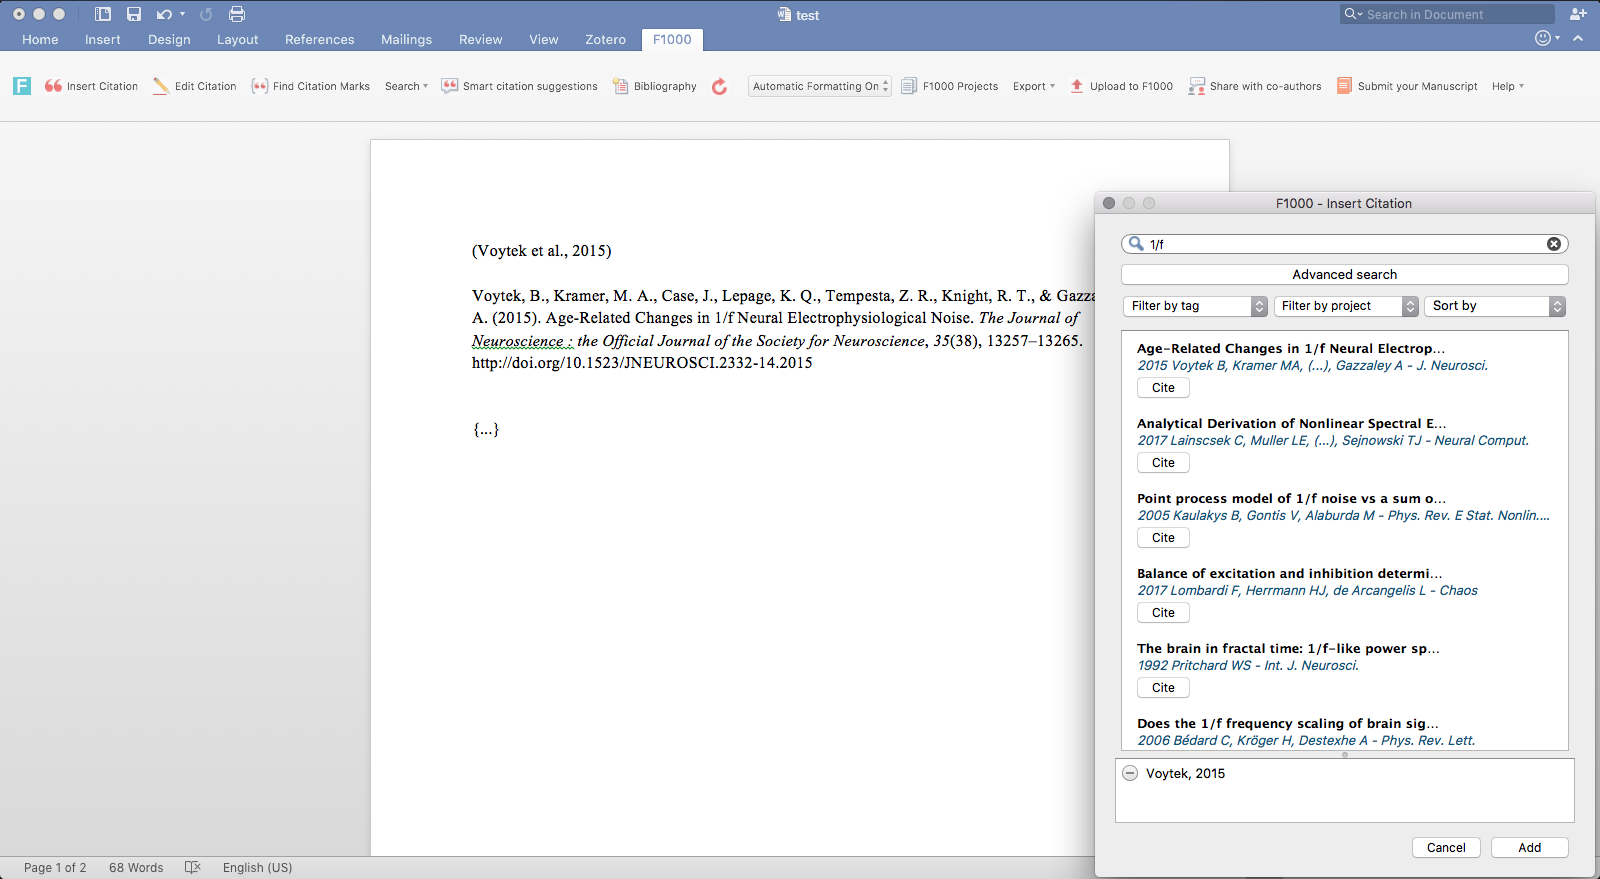 test
Search in Document
Home Insert Design Layout References Mailings Review View Zotero F1000
F Insert Citation Edit Citation Find Citation Marks Search Smart citation suggestions Bibliography Automatic Formatting On F1000 Projects Export Upload to F1000 Share with co-authors Submit your Manuscript Help
(Voytek et al., 2015)
Voytek, B., Kramer, M. A., Case, J., Lepage, K. Q., Tempesta, Z. R., Knight, R. T., & Gazza
A. (2015). Age-Related Changes in 1/f Neural Electrophysiological Noise. The Journal of
Neuroscience : the Official Journal of the Society for Neuroscience, 35(38), 13257–13265.
http://doi.org/10.1523/JNEUROSCI.2332-14.2015
{...}
F1000 - Insert Citation
1/f
Advanced search
Filter by tag Filter by project Sort by
Age-Related Changes in 1/f Neural Electrop...
2015 Voytek B, Kramer MA, (...), Gazzaley A - J. Neurosci.
Cite
Analytical Derivation of Nonlinear Spectral E...
2017 Lainscsek C, Muller LE, (...), Sejnowski TJ - Neural Comput.
Cite
Point process model of 1/f noise vs a sum o...
2005 Kaulakys B, Gontis V, Alaburda M - Phys. Rev. E Stat. Nonlin....
Cite
Balance of excitation and inhibition determi...
2017 Lombardi F, Herrmann HJ, de Arcangelis L - Chaos
Cite
The brain in fractal time: 1/f-like power sp...
1992 Pritchard WS - Int. J. Neurosci.
Cite
Does the 1/f frequency scaling of brain sig...
2006 Bédard C, Kröger H, Destexhe A - Phys. Rev. Lett.
Voytek, 2015
Cancel Add
Page 1 of 2 68 Words English (US)